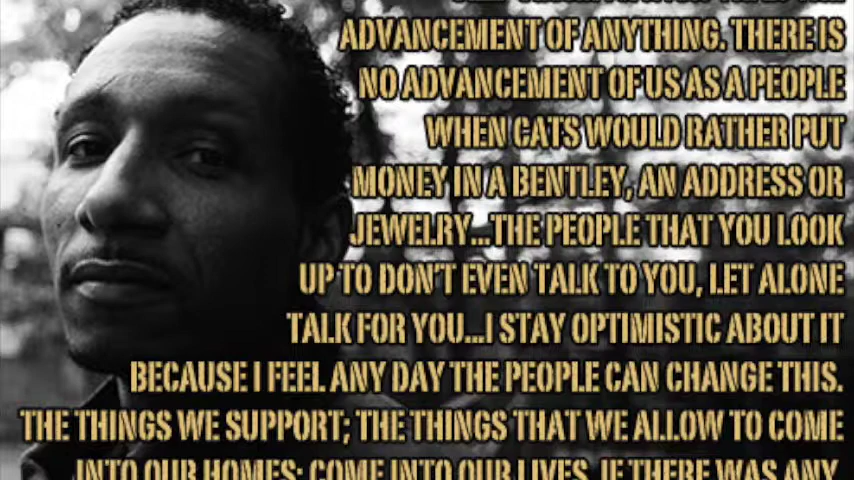 ADVANCEMENT OF ANYTHING. THERE IS
NO ADVANCEMENT OF US AS A PEOPLE
WHEN CATS WOULD RATHER PUT
MONEY IN A BENTLEY, AN ADDRESS OR
JEWELRY...THE PEOPLE THAT YOU LOOK
UP TO DON'T EVEN TALK TO YOU, LET ALONE
TALK FOR YOU...I STAY OPTIMISTIC ABOUT IT
BECAUSE I FEEL ANY DAY THE PEOPLE CAN CHANGE THIS.
THE THINGS WE SUPPORT; THE THINGS THAT WE ALLOW TO COME
INTO OUR HOMES; COME INTO OUR LIVES. IF THERE WAS ANY